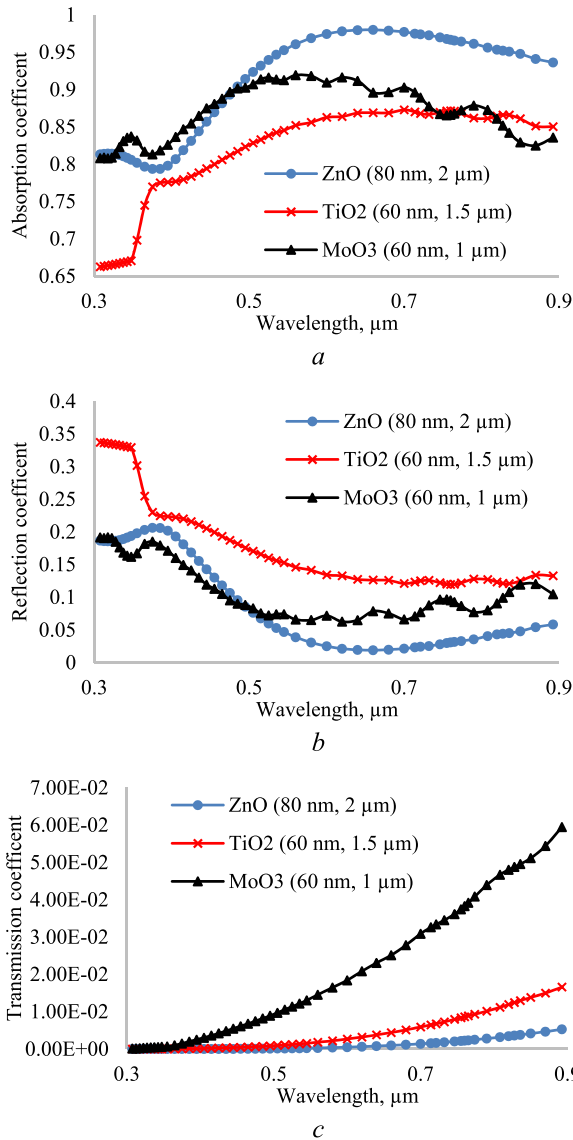 1
0.95
0.9
0.85
0.8
0.75
0.7
0.65
Absorption coefficent
ZnO (80 nm, 2 µm)
TiO2 (60 nm, 1.5 µm)
MoO3 (60 nm, 1 µm)
0.3 0.5 0.7 0.9
Wavelength, µm
a
0.4
0.35
0.3
0.25
0.2
0.15
0.1
0.05
0
Reflection coefficent
ZnO (80 nm, 2 µm)
TiO2 (60 nm, 1.5 µm)
MoO3 (60 nm, 1 µm)
0.3 0.5 0.7 0.9
Wavelength, µm
b
7.00E-02
6.00E-02
5.00E-02
4.00E-02
3.00E-02
2.00E-02
1.00E-02
0.00E+00
Transmission coefficent
ZnO (80 nm, 2 µm)
TiO2 (60 nm, 1.5 µm)
MoO3 (60 nm, 1 µm)
0.3 0.5 0.7 0.9
Wavelength, µm
c